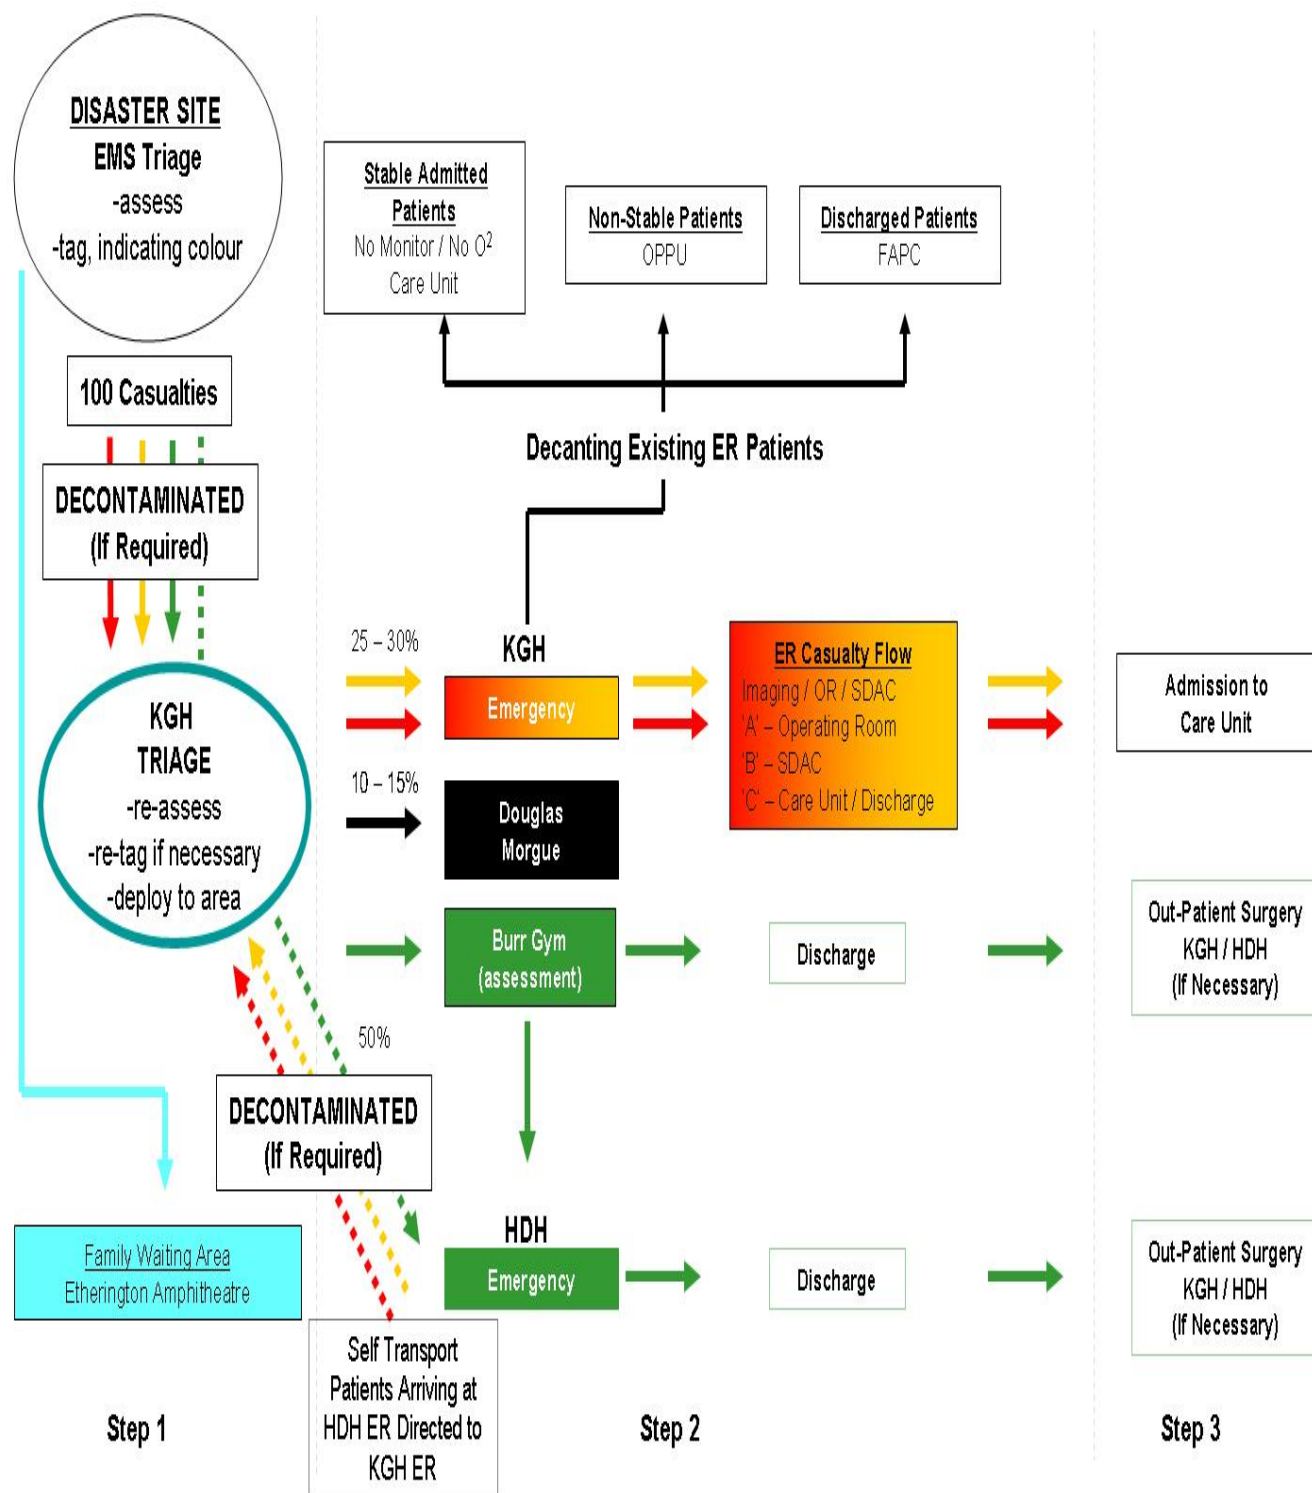 DISASTER SITE
EMS Triage
-assess
-tag, indicating colour
100 Casualties
DECONTAMINATED
(If Required)
KGH
TRIAGE
-re-assess
-re-tag if necessary
-deploy to area
DECONTAMINATED
(If Required)
Family Waiting Area
Etherington Amphitheatre
Self Transport
Patients Arriving at
HDH ER Directed to
KGH ER
Step 1
Stable Admitted
Patients
No Monitor / No O²
Care Unit
Non-Stable Patients
OPPU
Discharged Patients
FAPC
Decanting Existing ER Patients
25 – 30%
KGH
Emergency
10 – 15%
Douglas
Morgue
Burr Gym
(assessment)
50%
HDH
Emergency
ER Casualty Flow
Imaging / OR / SDAC
'A' – Operating Room
'B' – SDAC
'C' – Care Unit / Discharge
Discharge
Discharge
Step 2
Admission to
Care Unit
Out-Patient Surgery
KGH / HDH
(If Necessary)
Out-Patient Surgery
KGH / HDH
(If Necessary)
Step 3